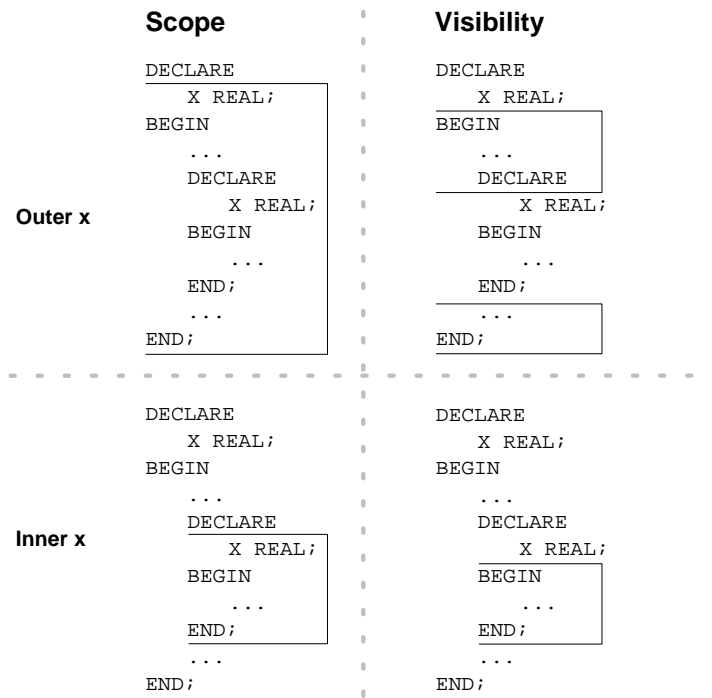 Scope
Visibility
Outer x
DECLARE
X REAL;
BEGIN
...
DECLARE
X REAL;
BEGIN
...
END;
...
END;
DECLARE
X REAL;
BEGIN
...
DECLARE
X REAL;
BEGIN
...
END;
...
END;
Inner x
DECLARE
X REAL;
BEGIN
...
DECLARE
X REAL;
BEGIN
...
END;
...
END;
DECLARE
X REAL;
BEGIN
...
DECLARE
X REAL;
BEGIN
...
END;
...
END;